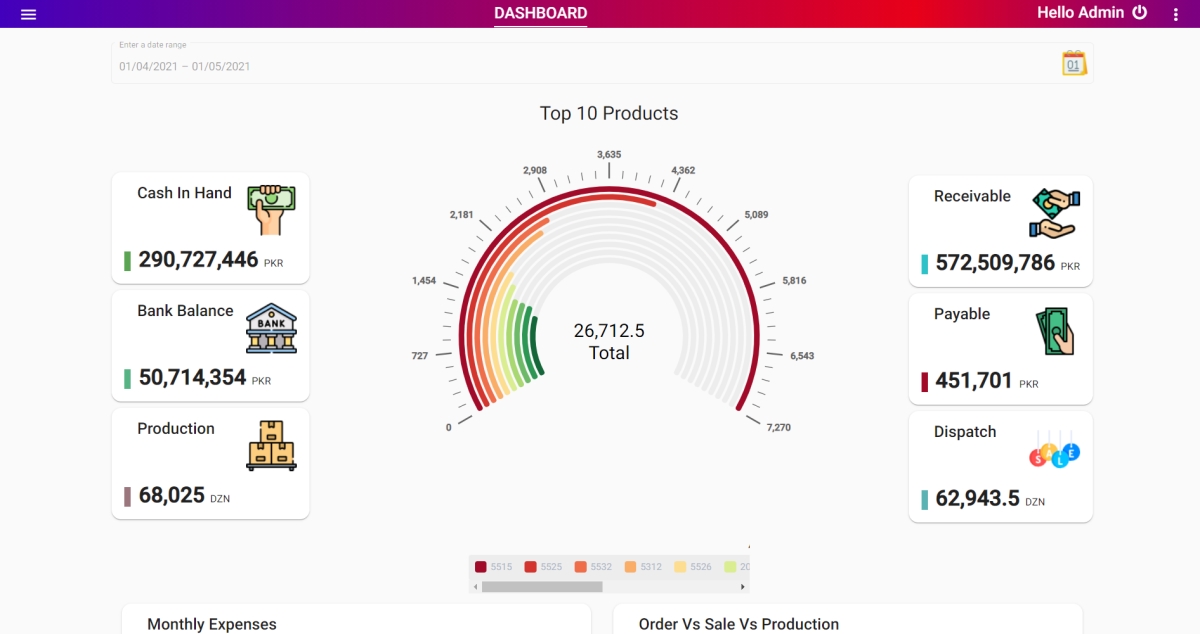 DASHBOARD
Hello Admin
Enter a date range
01/04/2021 – 01/05/2021
01
Top 10 Products
Cash In Hand
290,727,446 PKR
Bank Balance
BANK
50,714,354 PKR
Production
68,025 DZN
0
727
1,454
2,181
2,908
3,635
4,362
5,089
5,816
6,543
7,270
26,712.5
Total
Receivable
572,509,786 PKR
Payable
451,701 PKR
Dispatch
SALE
62,943.5 DZN
5515 5525 5532 5312 5526 20
Monthly Expenses
Order Vs Sale Vs Production